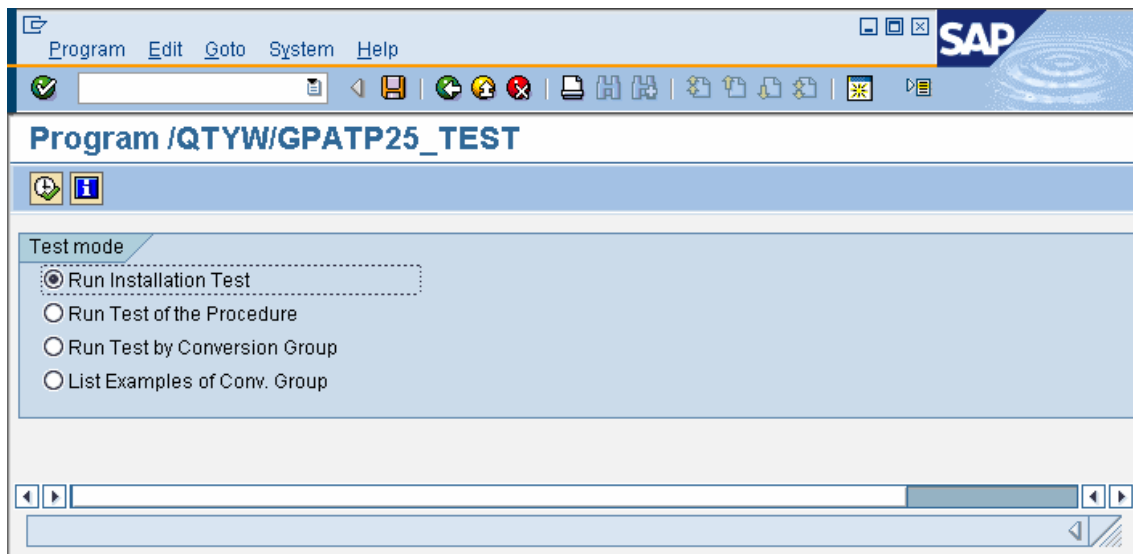 Program Edit Goto System Help
SAP
Program /QTYW/GPATP25_TEST
Test mode
Run Installation Test
Run Test of the Procedure
Run Test by Conversion Group
List Examples of Conv. Group